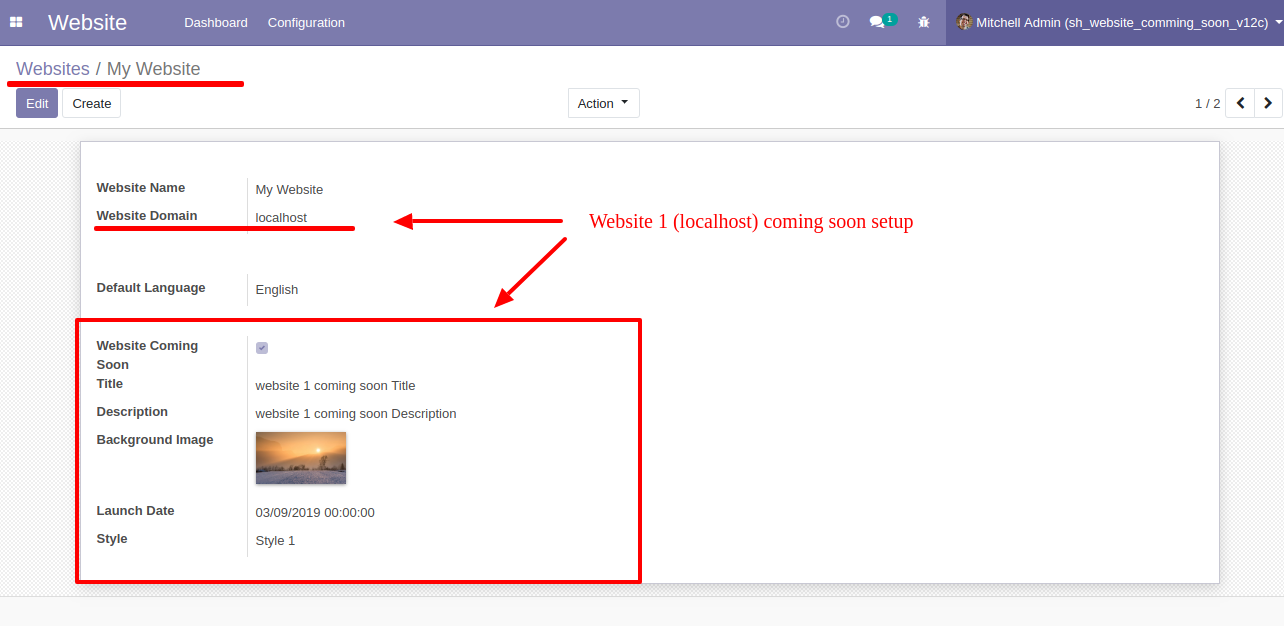 Website Dashboard Configuration 1 Mitchell Admin (sh_website_comming_soon_v12c)
Websites / My Website
Edit Create Action 1 / 2
Website Name My Website
Website Domain localhost
Website 1 (localhost) coming soon setup
Default Language English
Website Coming
Soon
Title website 1 coming soon Title
Description website 1 coming soon Description
Background Image
Launch Date 03/09/2019 00:00:00
Style Style 1